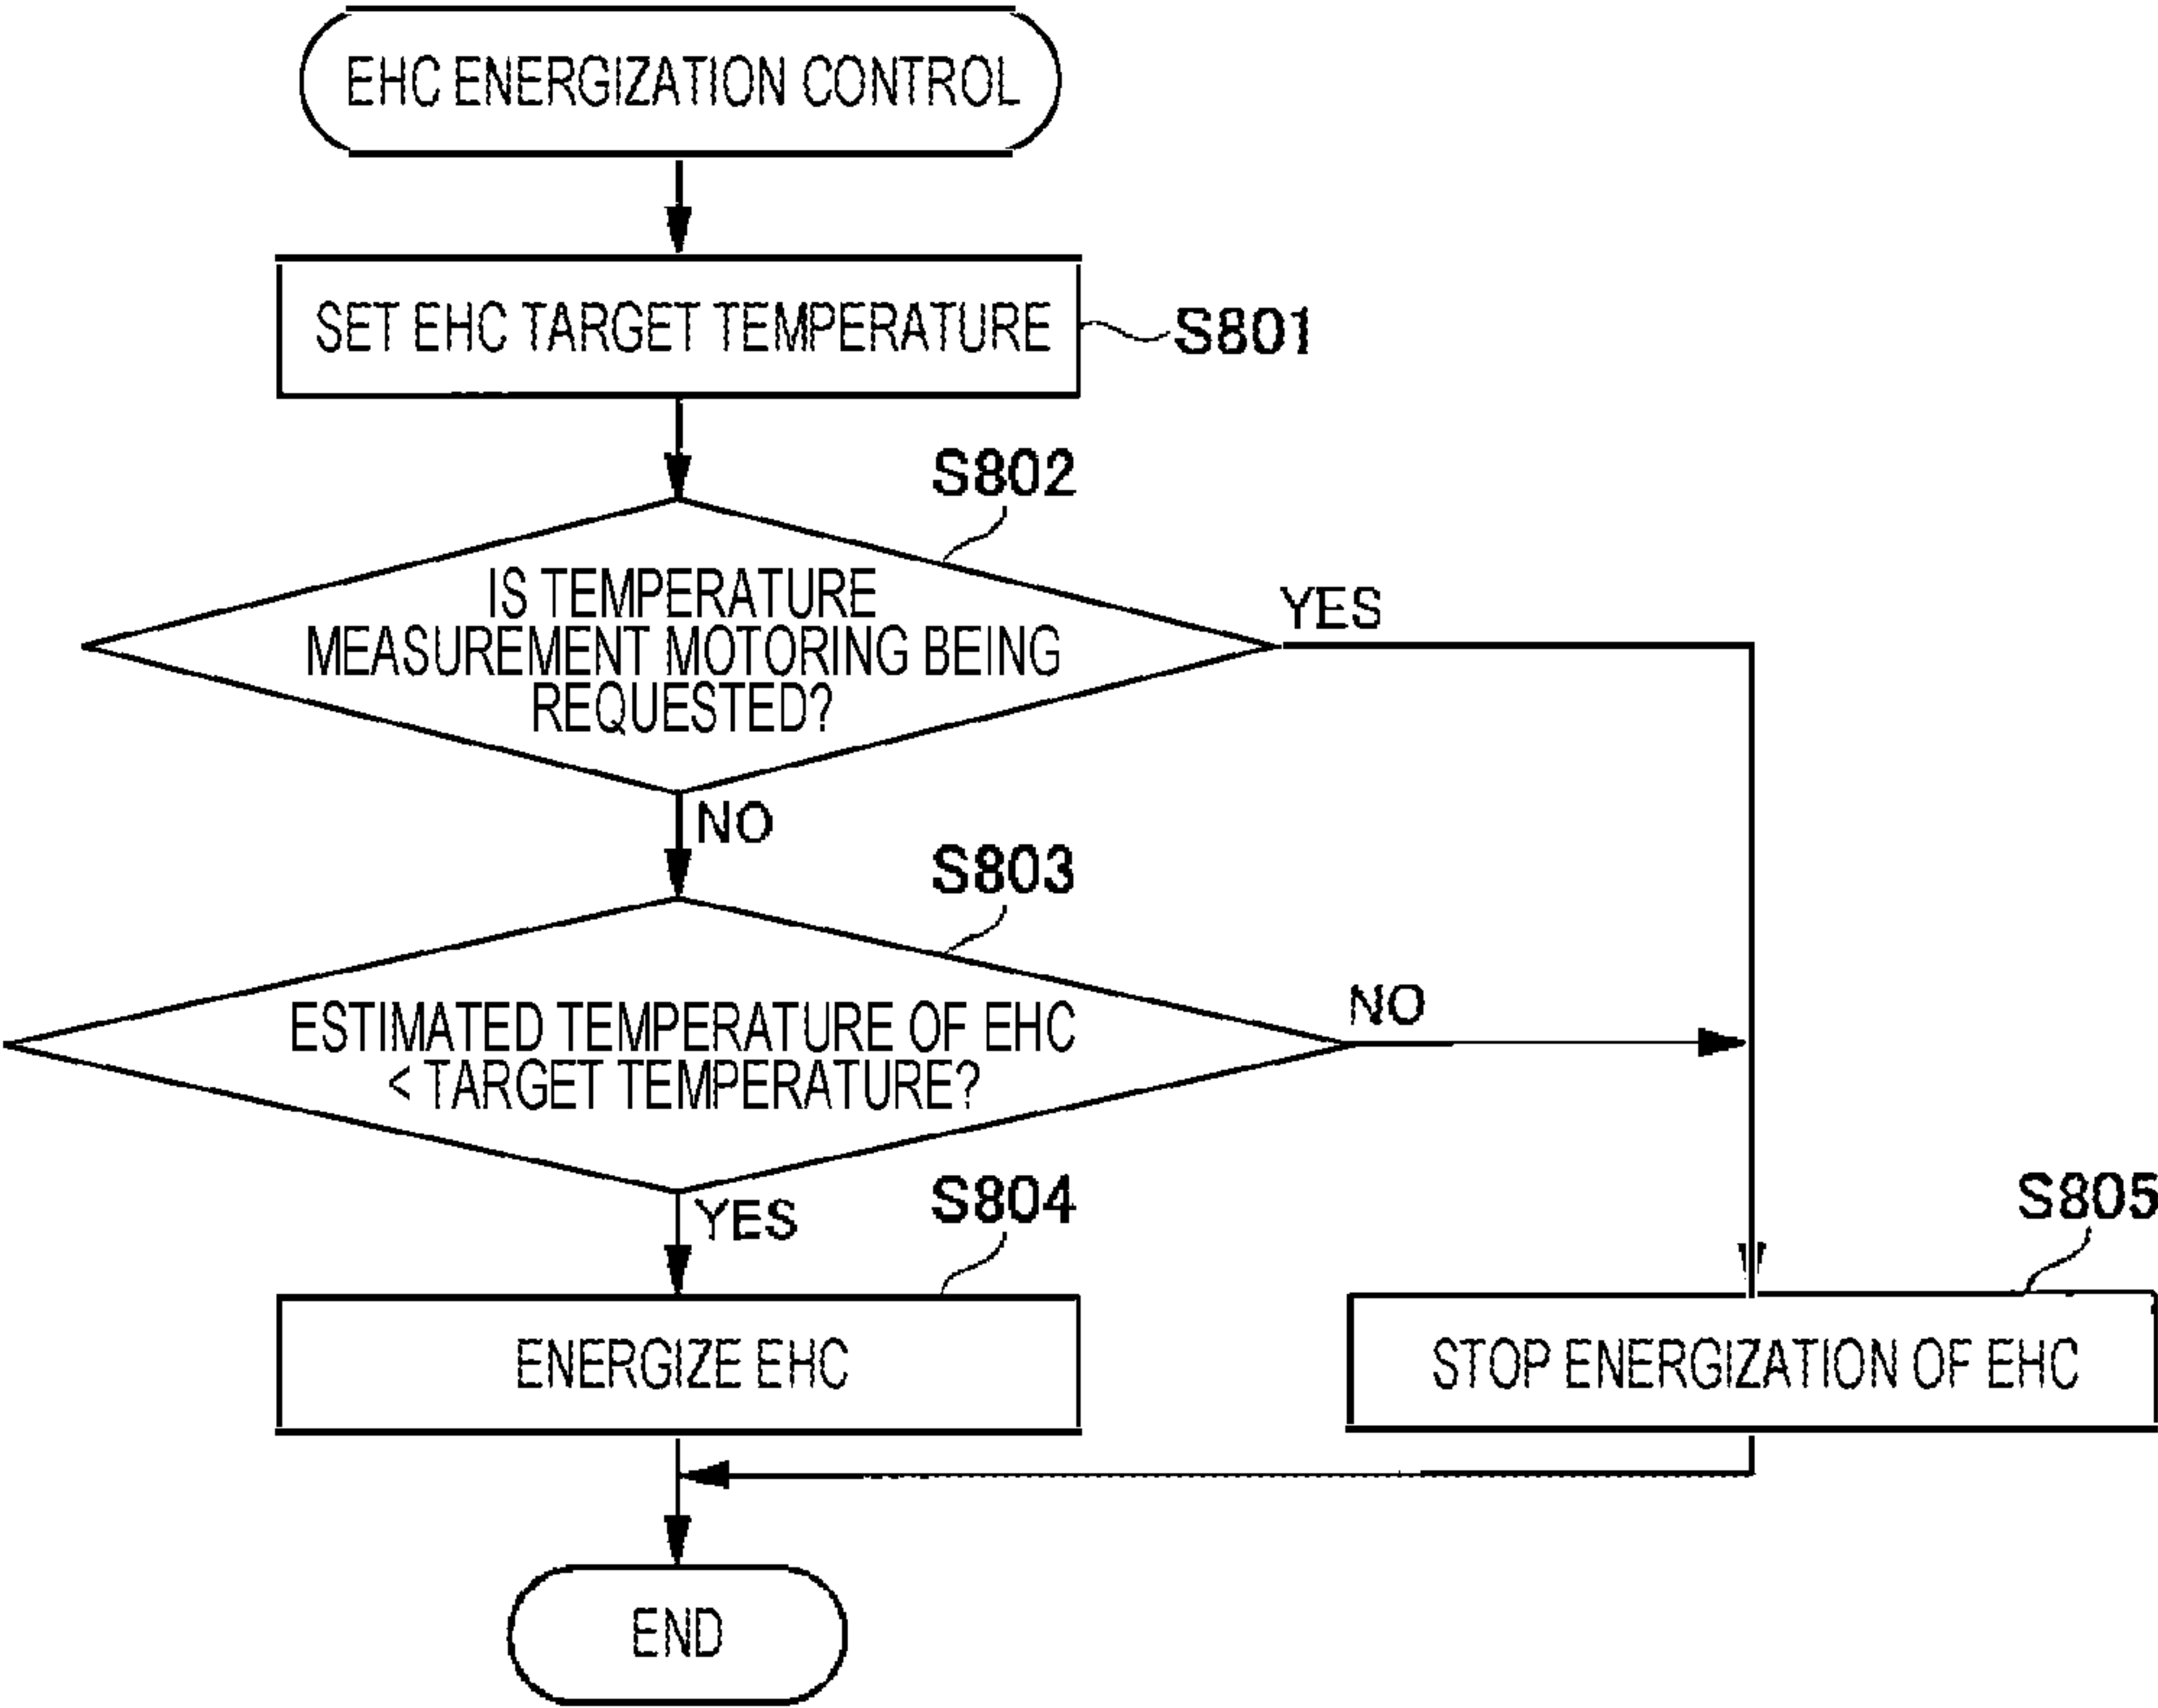 EHC ENERGIZATION CONTROL
SET EHC TARGET TEMPERATURE
S801
S802
IS TEMPERATURE
MEASUREMENT MOTORING BEING
REQUESTED?
YES
NO
S803
ESTIMATED TEMPERATURE OF EHC
< TARGET TEMPERATURE?
NO
YES
S804
S805
ENERGIZE EHC
STOP ENERGIZATION OF EHC
END